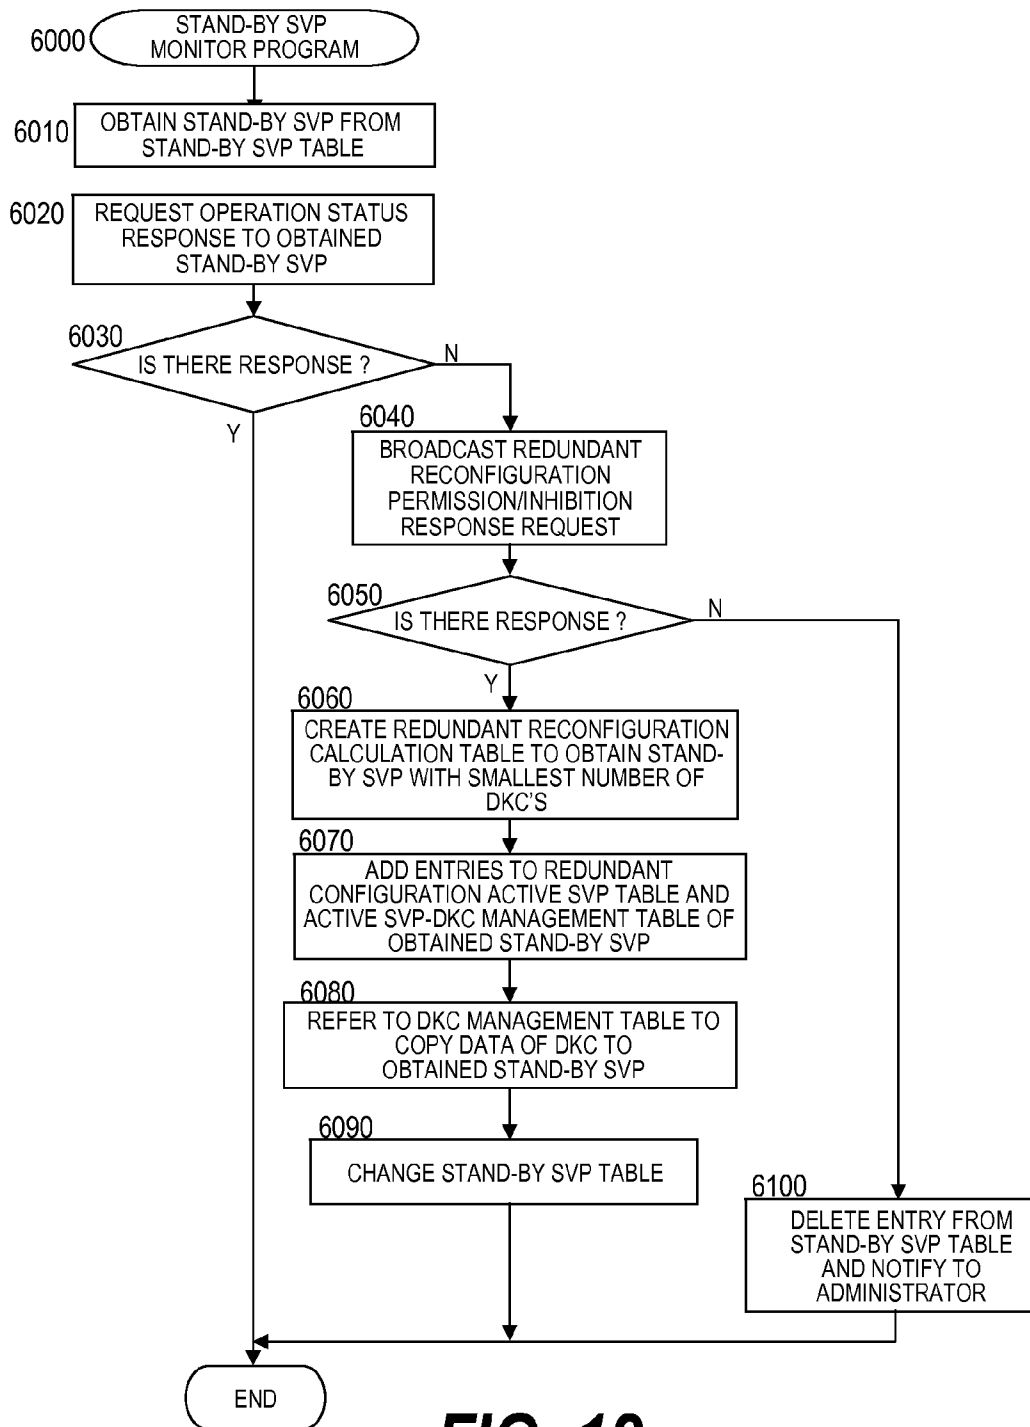 6000
STAND-BY SVP
MONITOR PROGRAM
6010
OBTAIN STAND-BY SVP FROM
STAND-BY SVP TABLE
6020
REQUEST OPERATION STATUS
RESPONSE TO OBTAINED
STAND-BY SVP
6030
IS THERE RESPONSE ?
N
Y
6040
BROADCAST REDUNDANT
RECONFIGURATION
PERMISSION/INHIBITION
RESPONSE REQUEST
6050
IS THERE RESPONSE ?
N
Y
6060
CREATE REDUNDANT RECONFIGURATION
CALCULATION TABLE TO OBTAIN STAND-
BY SVP WITH SMALLEST NUMBER OF
DKC'S
6070
ADD ENTRIES TO REDUNDANT
CONFIGURATION ACTIVE SVP TABLE AND
ACTIVE SVP-DKC MANAGEMENT TABLE OF
OBTAINED STAND-BY SVP
6080
REFER TO DKC MANAGEMENT TABLE TO
COPY DATA OF DKC TO
OBTAINED STAND-BY SVP
6090
CHANGE STAND-BY SVP TABLE
6100
DELETE ENTRY FROM
STAND-BY SVP TABLE
AND NOTIFY TO
ADMINISTRATOR
END